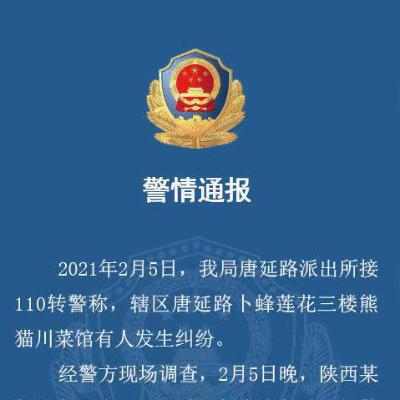 警情通报
2021年2月5日，我局唐延路派出所接
110转警称，辖区唐延路卜蜂莲花三楼熊
猫川菜馆有人发生纠纷。
经警方现场调查，2月5日晚，陕西某